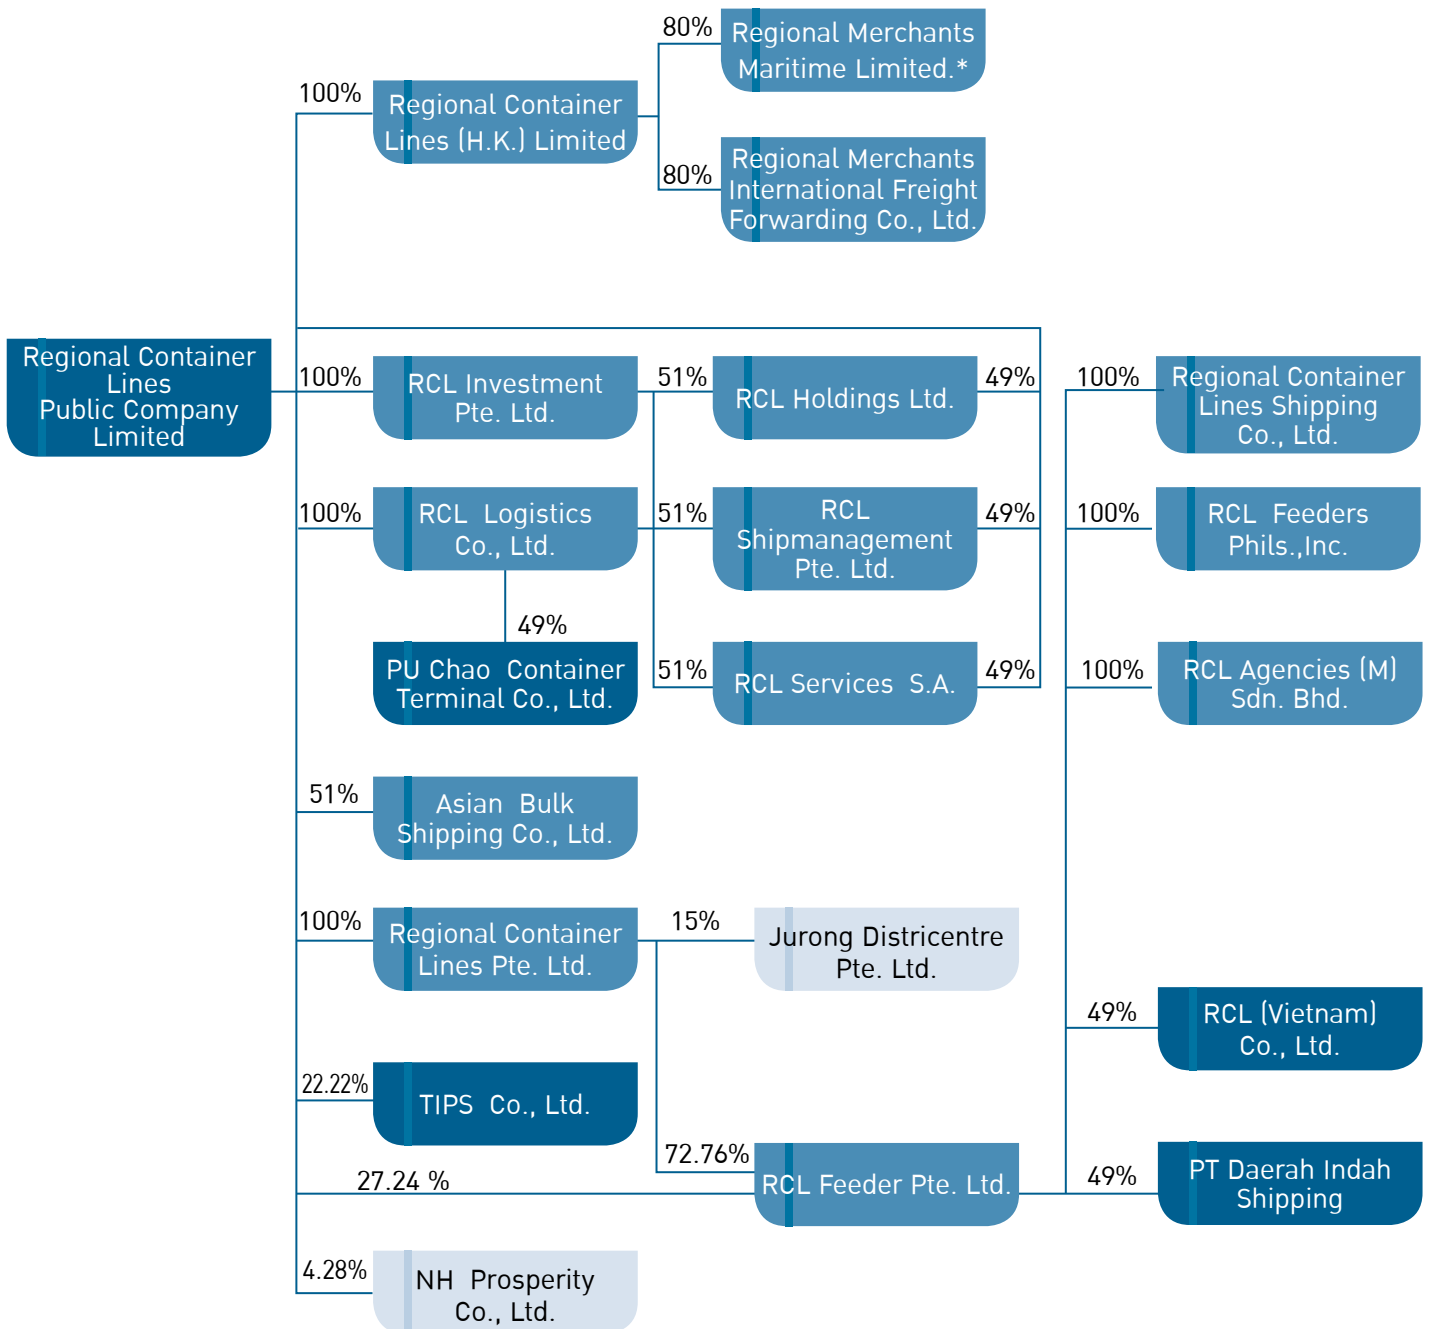 80%
Regional Merchants
Maritime Limited.*
100%
Regional Container
Lines (H.K.) Limited
80%
Regional Merchants
International Freight
Forwarding Co., Ltd.
Regional Container
Lines
Public Company
Limited
100%
RCL Investment
Pte. Ltd.
51%
RCL Holdings Ltd.
49%
100%
Regional Container
Lines Shipping
Co., Ltd.
100%
RCL Logistics
Co., Ltd.
51%
RCL
Shipmanagement
Pte. Ltd.
49%
100%
RCL Feeders
Phils.,Inc.
49%
PU Chao Container
Terminal Co., Ltd.
51%
RCL Services S.A.
49%
100%
RCL Agencies (M)
Sdn. Bhd.
51%
Asian Bulk
Shipping Co., Ltd.
100%
Regional Container
Lines Pte. Ltd.
15%
Jurong Districentre
Pte. Ltd.
49%
RCL (Vietnam)
Co., Ltd.
22.22%
TIPS Co., Ltd.
72.76%
27.24 %
RCL Feeder Pte. Ltd.
49%
PT Daerah Indah
Shipping
4.28%
NH Prosperity
Co., Ltd.